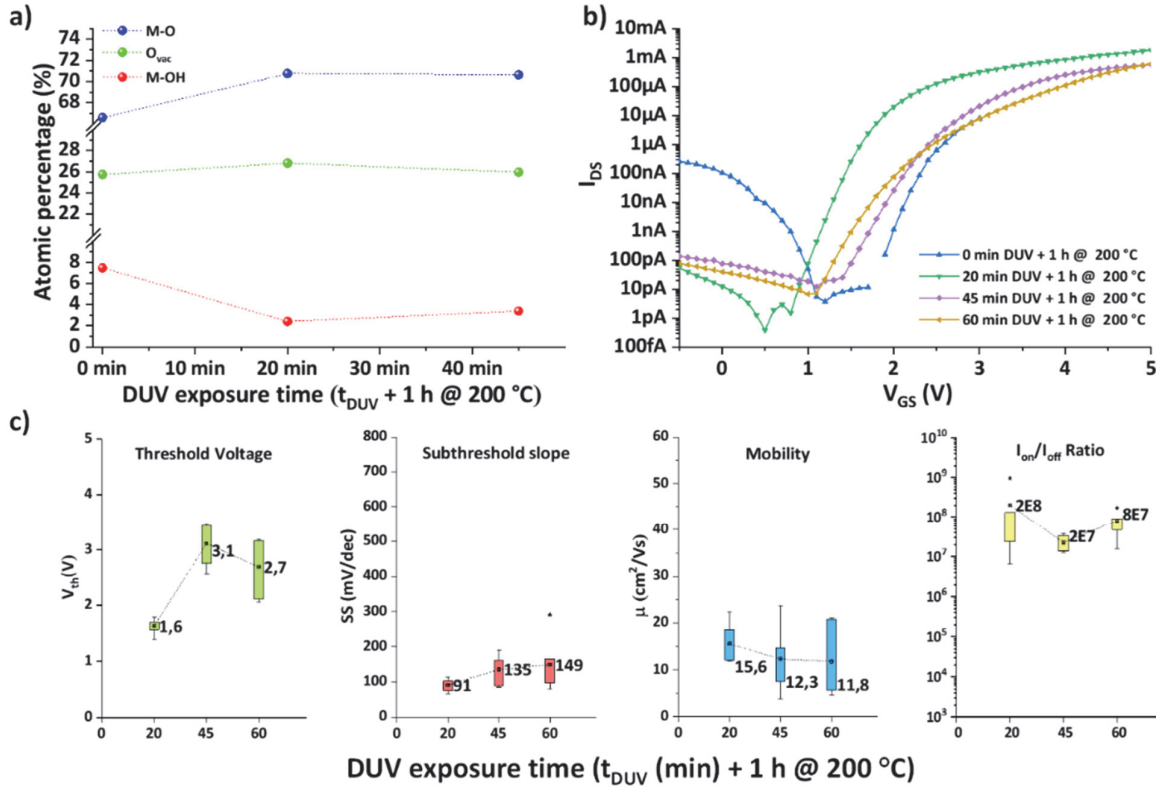 a)
M-O
Ovac
M-OH
74
72
70
68
28
26
24
22
8
6
4
2
0
Atomic percentage (%)
0 min
10 min
20 min
30 min
40 min
DUV exposure time (tDUV + 1 h @ 200 °C)
b)
1mA
100µA
10µA
1µA
100nA
10nA
1nA
100pA
10pA
1pA
100fA
IDS
0 min DUV + 1 h @ 200 °C
20 min DUV + 1 h @ 200 °C
45 min DUV + 1 h @ 200 °C
60 min DUV + 1 h @ 200 °C
0
1
2
3
4
5
VGS (V)
c)
Threshold Voltage
5
4
3
2
1
0
Vth(V)
1,6
3,1
2,7
0
20
45
60
Subthreshold slope
800
700
600
500
400
300
200
100
0
SS (mV/dec)
91
135
149
0
20
45
60
Mobility
60
50
40
30
20
10
0
µ (cm²/Vs)
15,6
12,3
11,8
0
20
45
60
Ion/Ioff Ratio
10¹⁰
10⁹
10⁸
10⁷
10⁶
10⁵
10⁴
10³
2E8
2E7
8E7
0
20
45
60
DUV exposure time (tDUV (min) + 1 h @ 200 °C)